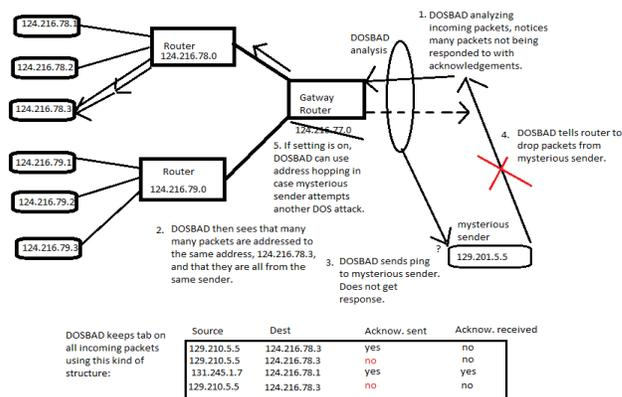 124.216.78.1
124.216.78.2
124.216.78.3
Router
124.216.78.0
DOSBAD
analysis
1. DOSBAD analyzing
incoming packets, notices
many packets not being
responded to with
acknowledgements.
Gatway
Router
124.216.77.0
4. DOSBAD tells router to
drop packets from
mysterious sender.
5. If setting is on,
DOSBAD can use
address hopping in
case mysterious
sender attempts
another DOS attack.
124.216.79.1
124.216.79.2
124.216.79.3
Router
124.216.79.0
2. DOSBAD then sees that many
many packets are addressed to
the same address, 124.216.78.3,
and that they are all from the
same sender.
3. DOSBAD sends ping
to mysterious sender.
Does not get
response.
?
mysterious
sender
129.201.5.5
DOSBAD keeps tab on
all incoming packets
using this kind of
structure:
Source Dest Acknow. sent Acknow. received
129.210.5.5 124.216.78.3 yes no
129.210.5.5 124.216.78.3 no no
131.245.1.7 124.216.78.1 yes yes
129.210.5.5 124.216.78.3 no no